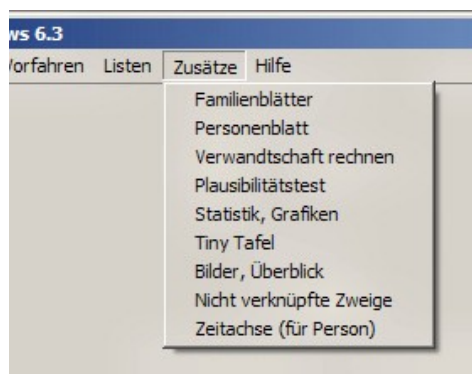 ws 6.3
Vorfahren Listen Zusätze Hilfe
Familienblätter
Personenblatt
Verwandtschaft rechnen
Plausibilitätstest
Statistik, Grafiken
Tiny Tafel
Bilder, Überblick
Nicht verknüpfte Zweige
Zeitachse (für Person)